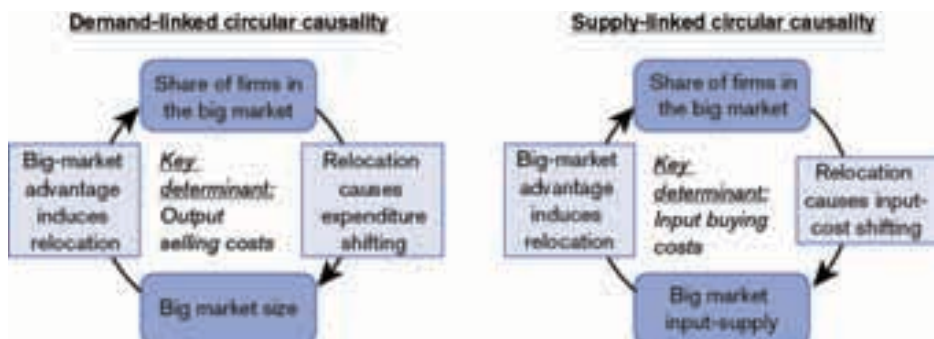 Demand-linked circular causality
Share of firms in
the big market
Big-market
advantage
induces
relocation
Key
determinant:
Output
selling costs
Relocation
causes
expenditure
shifting
Big market size
Supply-linked circular causality
Share of firms in
the big market
Big-market
advantage
induces
relocation
Key
determinant:
Input buying
costs
Relocation
causes input-
cost shifting
Big market
input-supply